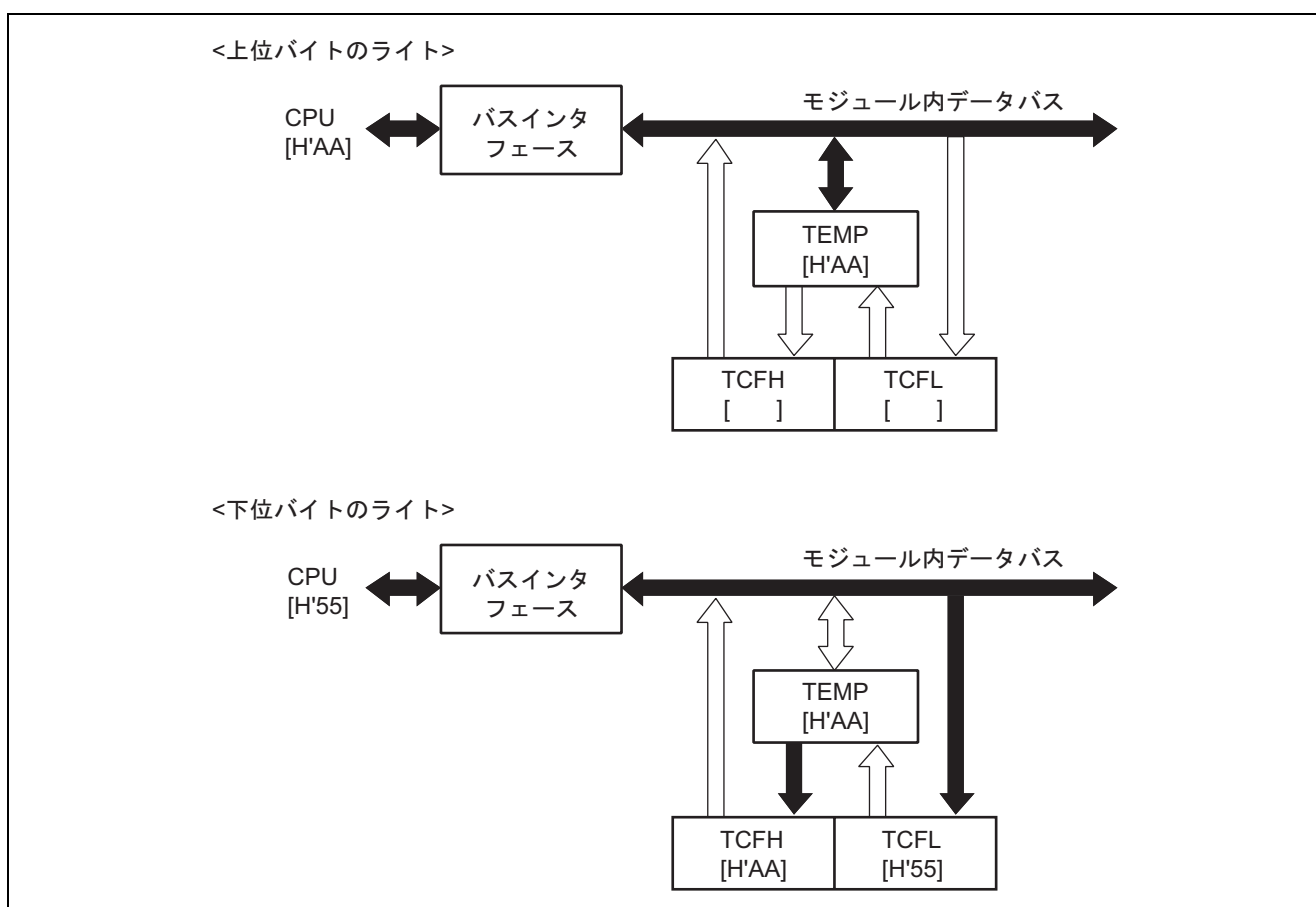 <上位バイトのライト>
モジュール内データバス
CPU
[H'AA]
バスインタ
フェース
TEMP
[H'AA]
TCFH
[ ]
TCFL
[ ]
<下位バイトのライト>
モジュール内データバス
CPU
[H'55]
バスインタ
フェース
TEMP
[H'AA]
TCFH
[H'AA]
TCFL
[H'55]